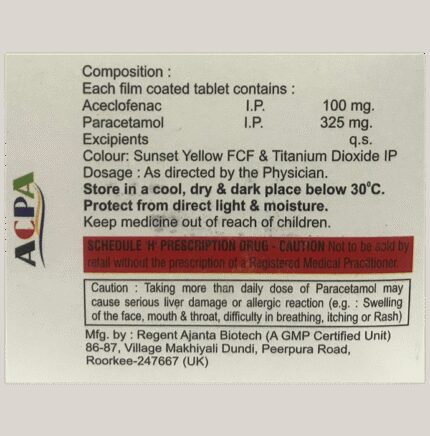 ACPA
Composition :
Each film coated tablet contains :
Aceclofenac I.P. 100 mg.
Paracetamol I.P. 325 mg.
Excipients q.s.
Colour: Sunset Yellow FCF & Titanium Dioxide IP
Dosage : As directed by the Physician.
Store in a cool, dry & dark place below 30°C.
Protect from direct light & moisture.
Keep medicine out of reach of children.
SCHEDULE 'H' PRESCRIPTION DRUG - CAUTION Not to be sold by
retail without the prescription of a Registered Medical Practitioner.
Caution : Taking more than daily dose of Paracetamol may
cause serious liver damage or allergic reaction (e.g. : Swelling
of the face, mouth & throat, difficulty in breathing, itching or Rash)
Mfg. by : Regent Ajanta Biotech (A GMP Certified Unit)
86-87, Village Makhiyali Dundi, Peerpura Road,
Roorkee-247667 (UK)